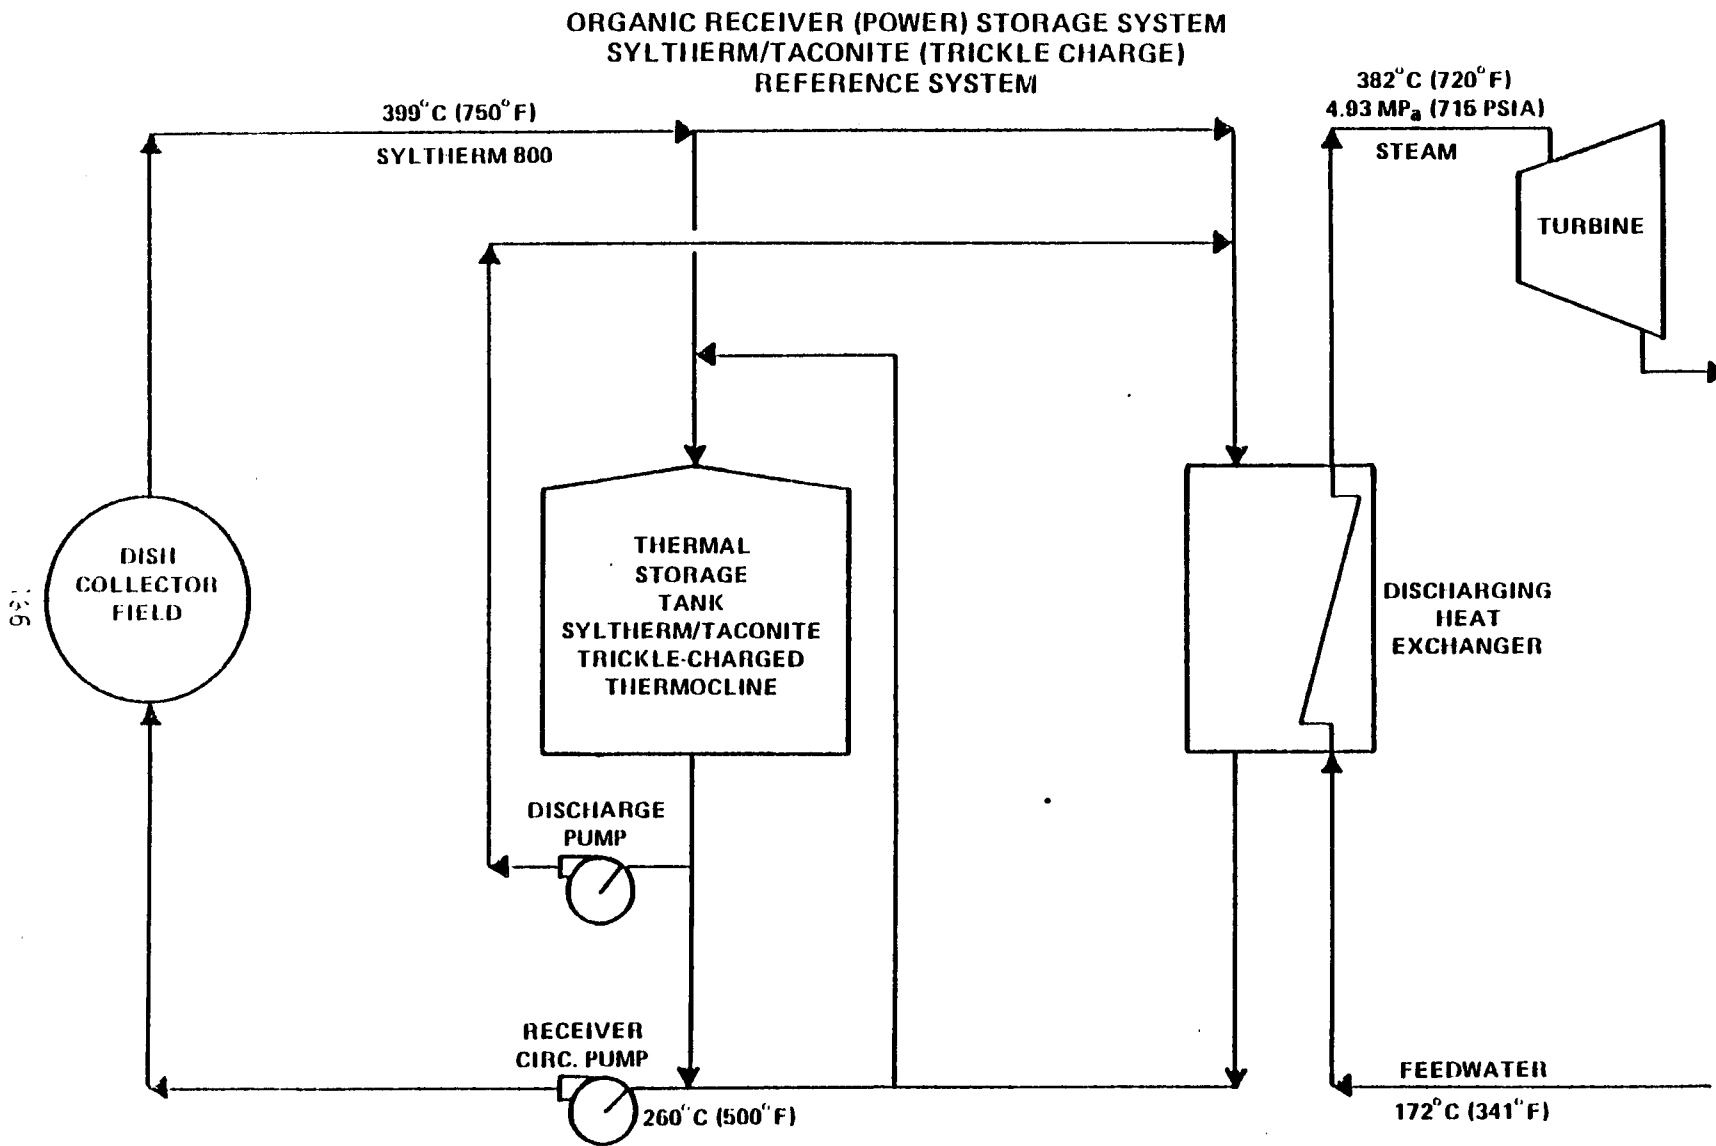 ORGANIC RECEIVER (POWER) STORAGE SYSTEM
SYLTHERM/TACONITE (TRICKLE CHARGE)
REFERENCE SYSTEM
399°C (750°F)
SYLTHERM 800
382°C (720°F)
4.93 MPa (715 PSIA)
STEAM
TURBINE
DISH
COLLECTOR
FIELD
THERMAL
STORAGE
TANK
SYLTHERM/TACONITE
TRICKLE-CHARGED
THERMOCLINE
DISCHARGING
HEAT
EXCHANGER
DISCHARGE
PUMP
RECEIVER
CIRC. PUMP
260°C (500°F)
FEEDWATER
172°C (341°F)